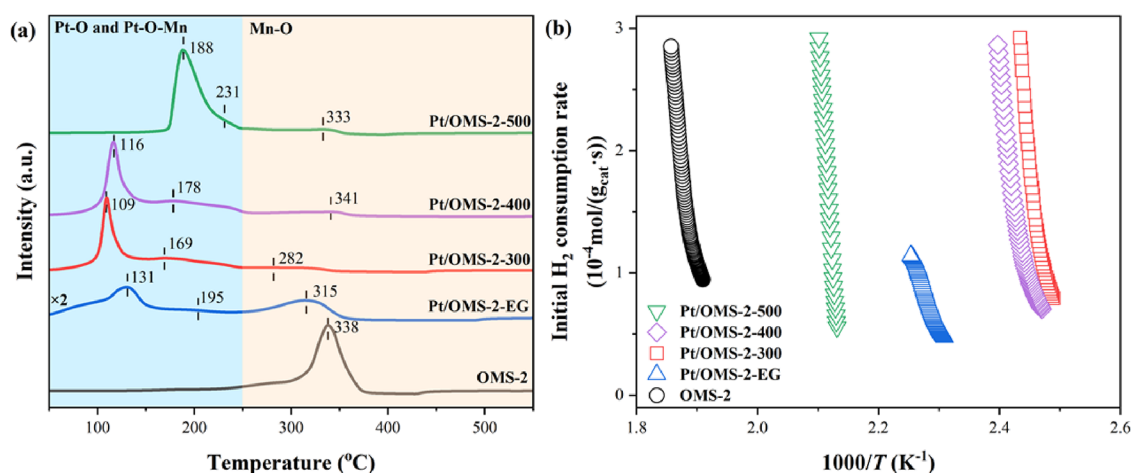 (a)
Pt-O and Pt-O-Mn
Mn-O
188
231
333
Pt/OMS-2-500
116
178
341
Pt/OMS-2-400
109
169
282
Pt/OMS-2-300
×2
131
195
315
Pt/OMS-2-EG
338
OMS-2
Intensity (a.u.)
100 200 300 400 500
Temperature (°C)
(b)
3
2
1
0
Initial H₂ consumption rate
(10⁻⁴mol/(g_cat·s))
Pt/OMS-2-500
Pt/OMS-2-400
Pt/OMS-2-300
Pt/OMS-2-EG
OMS-2
1.8 2.0 2.2 2.4 2.6
1000/T (K⁻¹)